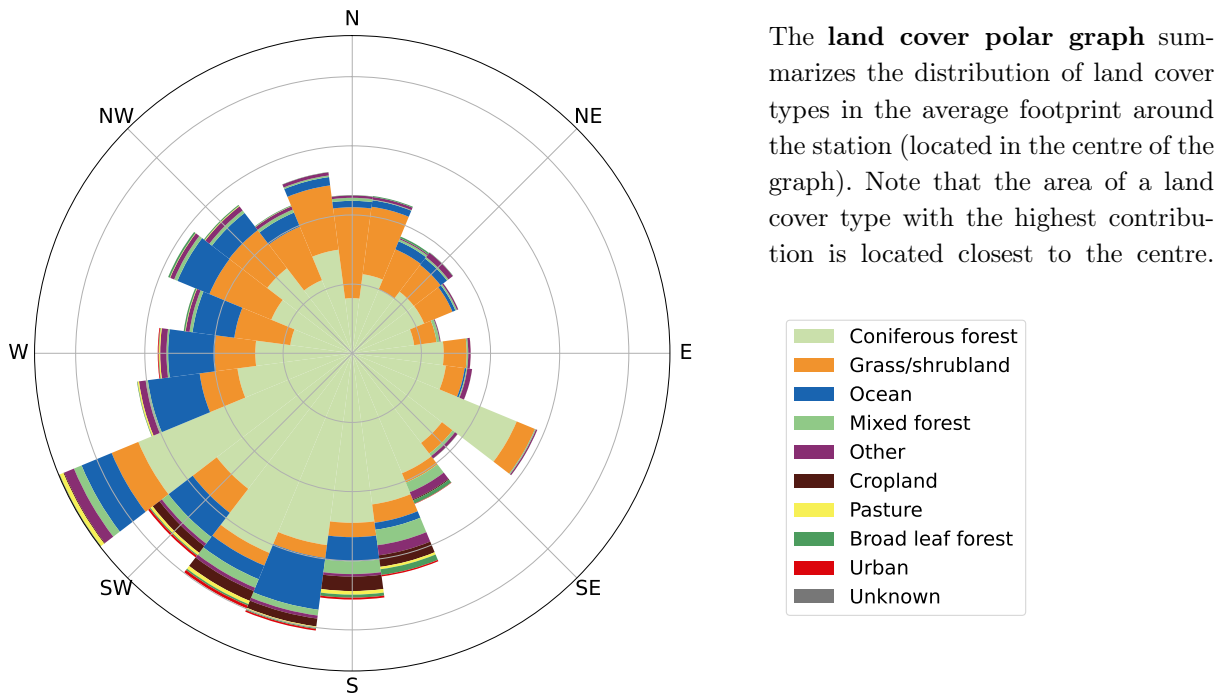 N
NW
NE
W
E
SW
SE
S
The land cover polar graph sum-
marizes the distribution of land cover
types in the average footprint around
the station (located in the centre of the
graph). Note that the area of a land
cover type with the highest contribu-
tion is located closest to the centre.
Coniferous forest
Grass/shrubland
Ocean
Mixed forest
Other
Cropland
Pasture
Broad leaf forest
Urban
Unknown